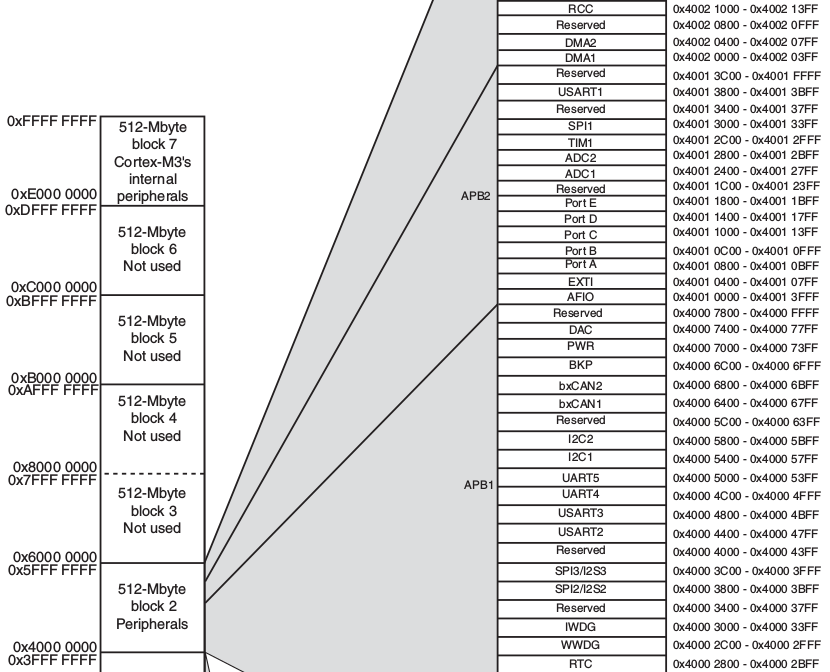 0xFFFF FFFF
512-Mbyte
block 7
Cortex-M3's
internal
peripherals
0xE000 0000
0xDFFF FFFF
512-Mbyte
block 6
Not used
0xC000 0000
0xBFFF FFFF
512-Mbyte
block 5
Not used
0xB000 0000
0xAFFF FFFF
512-Mbyte
block 4
Not used
0x8000 0000
0x7FFF FFFF
512-Mbyte
block 3
Not used
0x6000 0000
0x5FFF FFFF
512-Mbyte
block 2
Peripherals
0x4000 0000
0x3FFF FFFF
APB2
APB1
RCC 0x4002 1000 - 0x4002 13FF
Reserved 0x4002 0800 - 0x4002 0FFF
DMA2 0x4002 0400 - 0x4002 07FF
DMA1 0x4002 0000 - 0x4002 03FF
Reserved 0x4001 3C00 - 0x4001 FFFF
USART1 0x4001 3800 - 0x4001 3BFF
Reserved 0x4001 3400 - 0x4001 37FF
SPI1 0x4001 3000 - 0x4001 33FF
TIM1 0x4001 2C00 - 0x4001 2FFF
ADC2 0x4001 2800 - 0x4001 2BFF
ADC1 0x4001 2400 - 0x4001 27FF
Reserved 0x4001 1C00 - 0x4001 23FF
Port E 0x4001 1800 - 0x4001 1BFF
Port D 0x4001 1400 - 0x4001 17FF
Port C 0x4001 1000 - 0x4001 13FF
Port B 0x4001 0C00 - 0x4001 0FFF
Port A 0x4001 0800 - 0x4001 0BFF
EXTI 0x4001 0400 - 0x4001 07FF
AFIO 0x4001 0000 - 0x4001 3FFF
Reserved 0x4000 7800 - 0x4000 FFFF
DAC 0x4000 7400 - 0x4000 77FF
PWR 0x4000 7000 - 0x4000 73FF
BKP 0x4000 6C00 - 0x4000 6FFF
bxCAN2 0x4000 6800 - 0x4000 6BFF
bxCAN1 0x4000 6400 - 0x4000 67FF
Reserved 0x4000 5C00 - 0x4000 63FF
I2C2 0x4000 5800 - 0x4000 5BFF
I2C1 0x4000 5400 - 0x4000 57FF
UART5 0x4000 5000 - 0x4000 53FF
UART4 0x4000 4C00 - 0x4000 4FFF
USART3 0x4000 4800 - 0x4000 4BFF
USART2 0x4000 4400 - 0x4000 47FF
Reserved 0x4000 4000 - 0x4000 43FF
SPI3/I2S3 0x4000 3C00 - 0x4000 3FFF
SPI2/I2S2 0x4000 3800 - 0x4000 3BFF
Reserved 0x4000 3400 - 0x4000 37FF
IWDG 0x4000 3000 - 0x4000 33FF
WWDG 0x4000 2C00 - 0x4000 2FFF
RTC 0x4000 2800 - 0x4000 2BFF